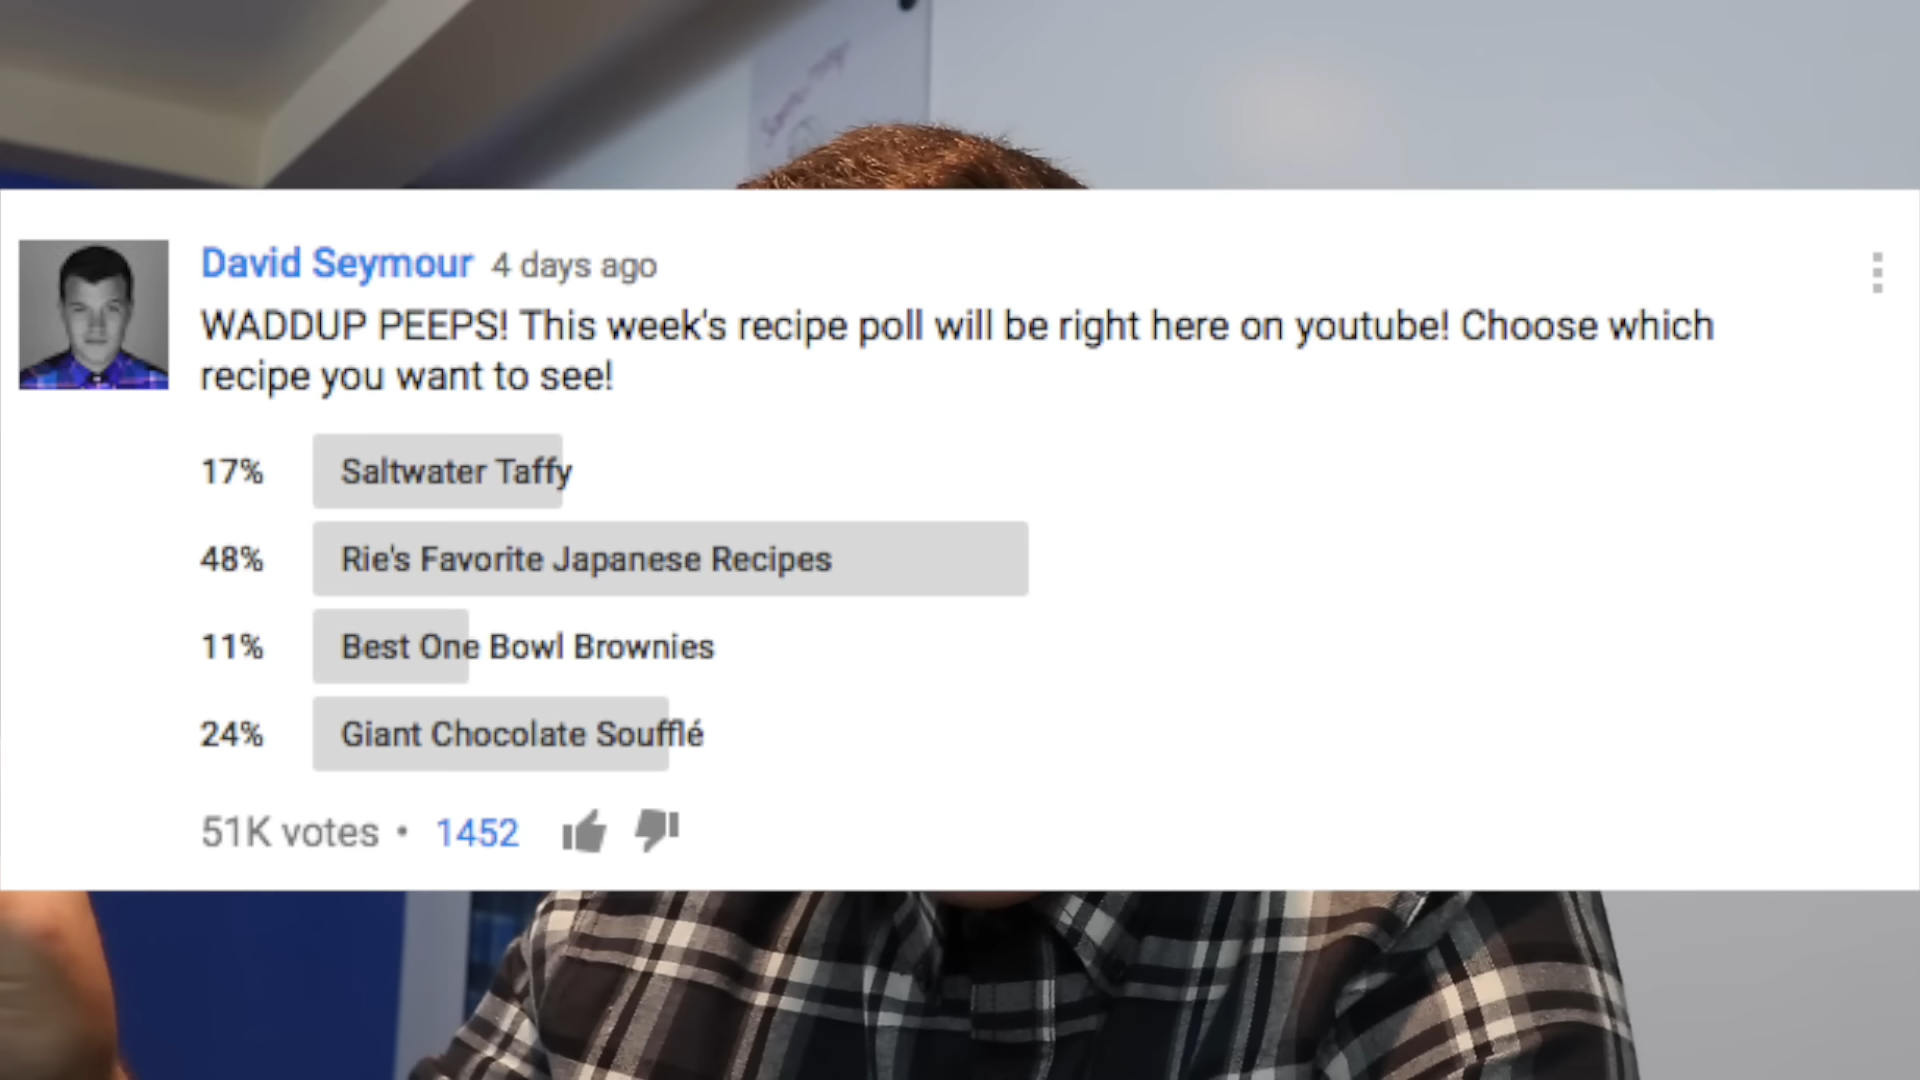 David Seymour 4 days ago
WADDUP PEEPS! This week's recipe poll will be right here on youtube! Choose which
recipe you want to see!
17% Saltwater Taffy
48% Rie's Favorite Japanese Recipes
11% Best One Bowl Brownies
24% Giant Chocolate Soufflé
51K votes • 1452